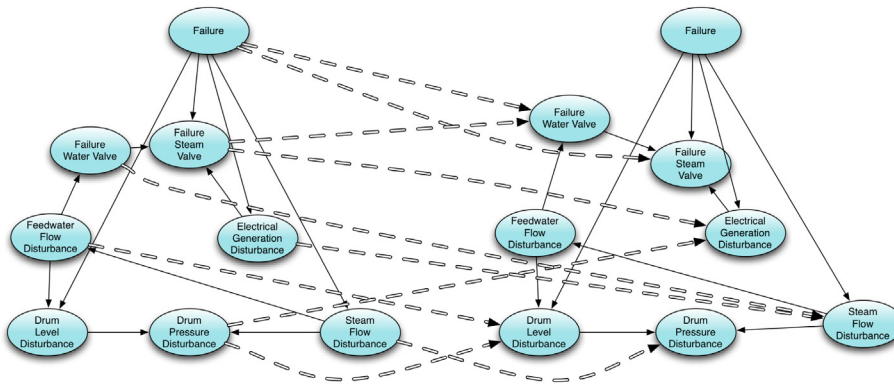 Failure
Failure
Failure
Water Valve
Failure
Steam
Valve
Failure
Water Valve
Failure
Steam
Valve
Feedwater
Flow
Disturbance
Electrical
Generation
Disturbance
Feedwater
Flow
Disturbance
Electrical
Generation
Disturbance
Drum
Level
Disturbance
Drum
Pressure
Disturbance
Steam
Flow
Disturbance
Drum
Level
Disturbance
Drum
Pressure
Disturbance
Steam
Flow
Disturbance